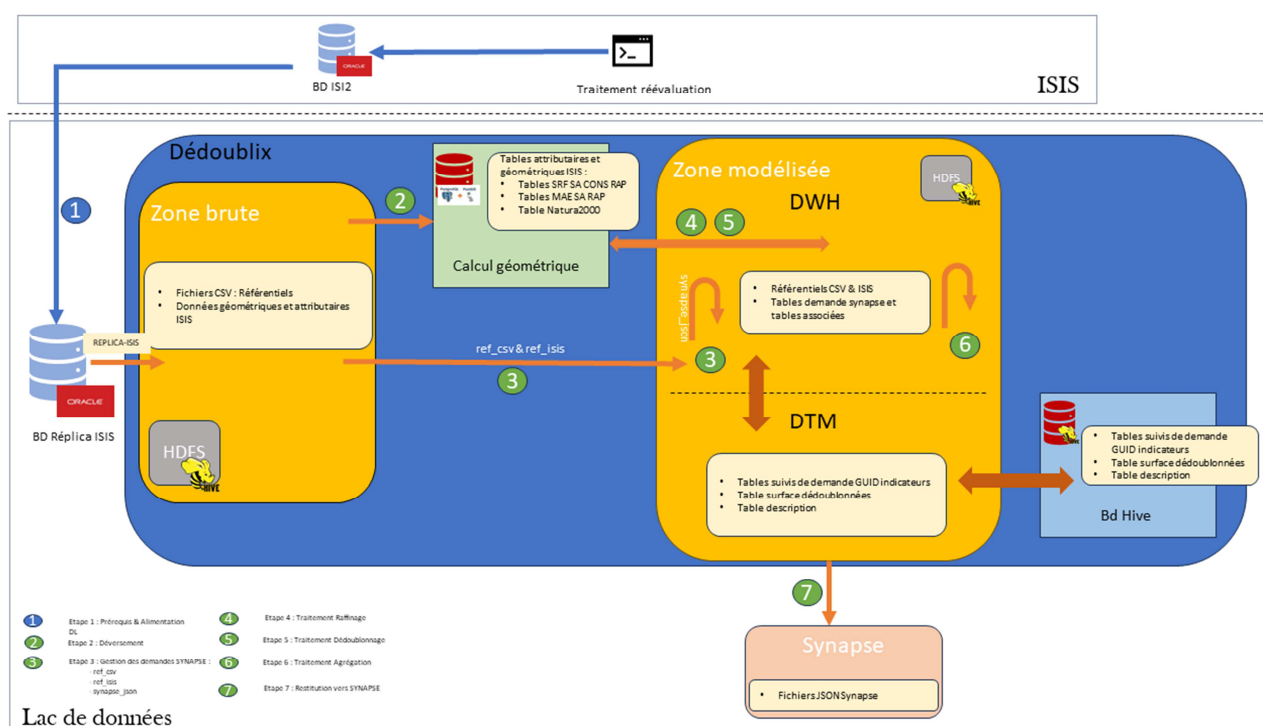 ORACLE
BD ISI2
Traitement réévaluation
ISIS
Dédoublix
Zone brute
Fichiers CSV : Référentiels
Données géométriques et attributaires
ISIS
HDFS
HIVE
1
REPLICA-ISIS
ORACLE
BD Réplica ISIS
2
Tables attributaires et
géométriques ISIS :
Tables SRF SA CONS RAP
Tables MAE SA RAP
Table Natura2000
Calcul géométrique
ref_csv & ref_isis
3
Zone modélisée
HDFS
HIVE
DWH
4 5
synapse_json
3
Référentiels CSV & ISIS
Tables demande synapse et
tables associées
6
DTM
Tables suivis de demande GUID indicateurs
Table surface dédoublonnées
Table description
Tables suivis de demande
GUID indicateurs
Table surface dédoublonnées
Table description
Bd Hive
7
Synapse
Fichiers JSON Synapse
1 Etape 1 : Prérequis & Alimentation
DL
2 Etape 2 : Déversement
3 Etape 3 : Gestion des demandes SYNAPSE :
- ref_csv
- ref_isis
- synapse_json
4 Etape 4 : Traitement Raffinage
5 Etape 5 : Traitement Dédoublonnage
6 Etape 6 : Traitement Agrégation
7 Etape 7 : Restitution vers SYNAPSE
Lac de données